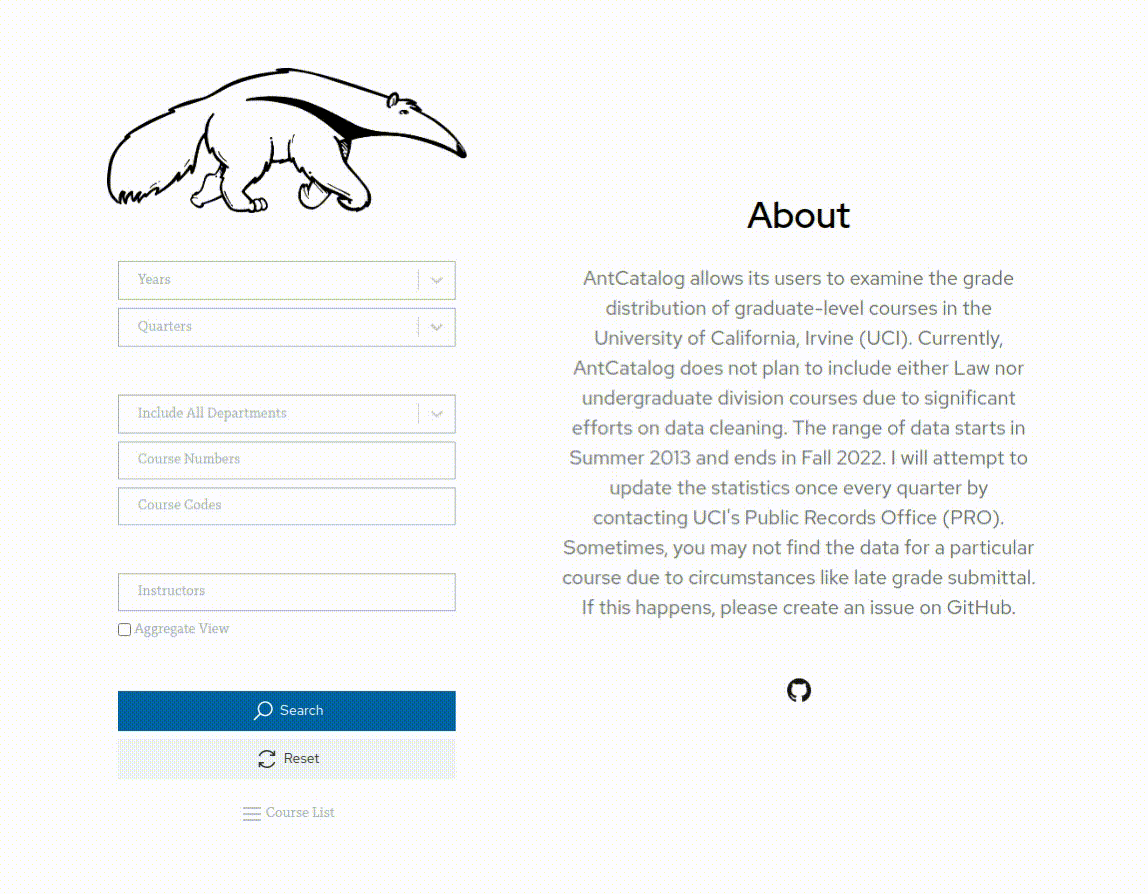 Years
Quarters
Include All Departments
Course Numbers
Course Codes
Instructors
Aggregate View
Search
Reset
Course List
About
AntCatalog allows its users to examine the grade
distribution of graduate-level courses in the
University of California, Irvine (UCI). Currently,
AntCatalog does not plan to include either Law nor
undergraduate division courses due to significant
efforts on data cleaning. The range of data starts in
Summer 2013 and ends in Fall 2022. I will attempt to
update the statistics once every quarter by
contacting UCI's Public Records Office (PRO).
Sometimes, you may not find the data for a particular
course due to circumstances like late grade submittal.
If this happens, please create an issue on GitHub.